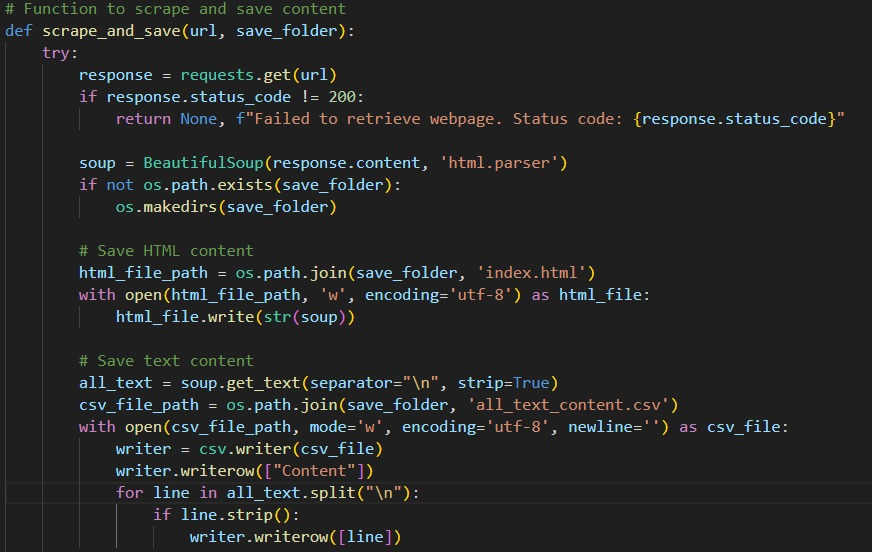 # Function to scrape and save content
def scrape_and_save(url, save_folder):
    try:
        response = requests.get(url)
        if response.status_code != 200:
            return None, f"Failed to retrieve webpage. Status code: {response.status_code}"

        soup = BeautifulSoup(response.content, 'html.parser')
        if not os.path.exists(save_folder):
            os.makedirs(save_folder)

        # Save HTML content
        html_file_path = os.path.join(save_folder, 'index.html')
        with open(html_file_path, 'w', encoding='utf-8') as html_file:
            html_file.write(str(soup))

        # Save text content
        all_text = soup.get_text(separator="\n", strip=True)
        csv_file_path = os.path.join(save_folder, 'all_text_content.csv')
        with open(csv_file_path, mode='w', encoding='utf-8', newline='') as csv_file:
            writer = csv.writer(csv_file)
            writer.writerow(["Content"])
            for line in all_text.split("\n"):
                if line.strip():
                    writer.writerow([line])